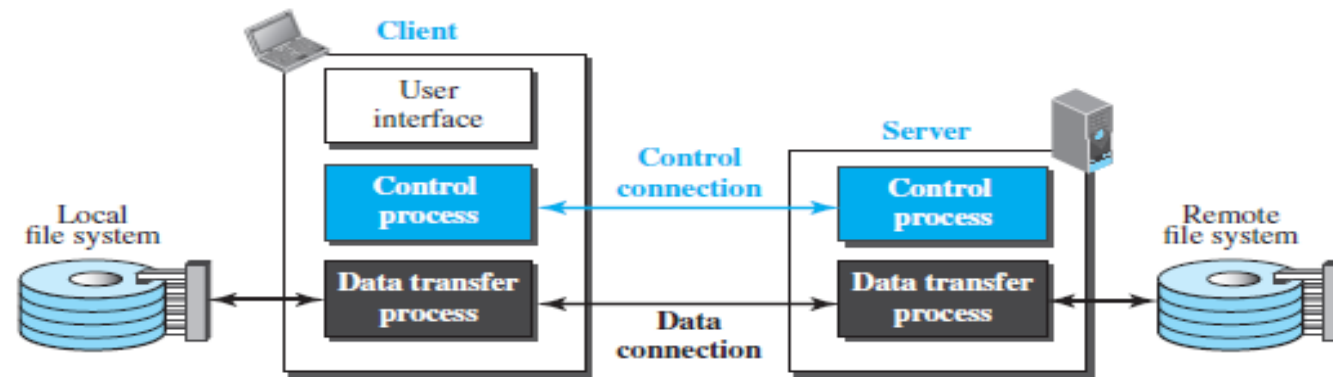 Client
User
interface
Server
Control
connection
Control
process
Control
process
Local
file system
Remote
file system
Data transfer
process
Data transfer
process
Data
connection